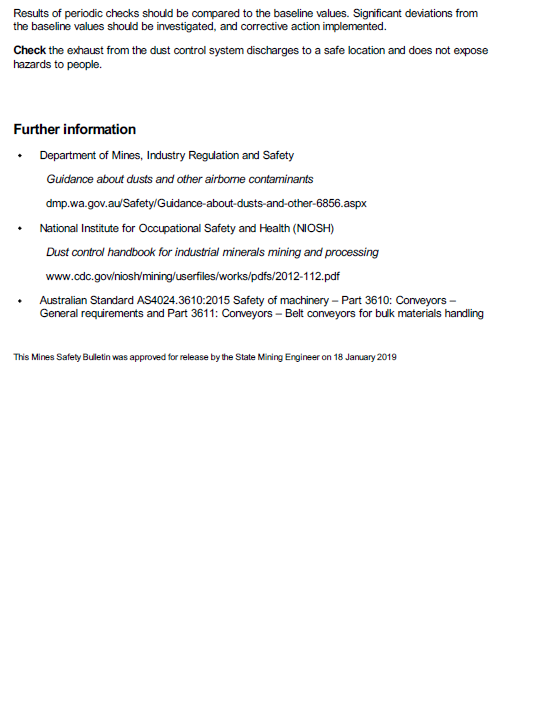 Results of periodic checks should be compared to the baseline values. Significant deviations from
the baseline values should be investigated, and corrective action implemented.
Check the exhaust from the dust control system discharges to a safe location and does not expose
hazards to people.
Further information
• Department of Mines, Industry Regulation and Safety
Guidance about dusts and other airborne contaminants
dmp.wa.gov.au/Safety/Guidance-about-dusts-and-other-6856.aspx
• National Institute for Occupational Safety and Health (NIOSH)
Dust control handbook for industrial minerals mining and processing
www.cdc.gov/niosh/mining/userfiles/works/pdfs/2012-112.pdf
• Australian Standard AS4024.3610:2015 Safety of machinery – Part 3610: Conveyors –
General requirements and Part 3611: Conveyors – Belt conveyors for bulk materials handling
This Mines Safety Bulletin was approved for release by the State Mining Engineer on 18 January 2019